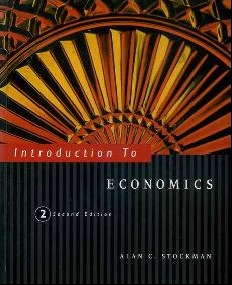 Introduction To
ECONOMICS
2 Second Edition
ALAN C. STOCKMAN